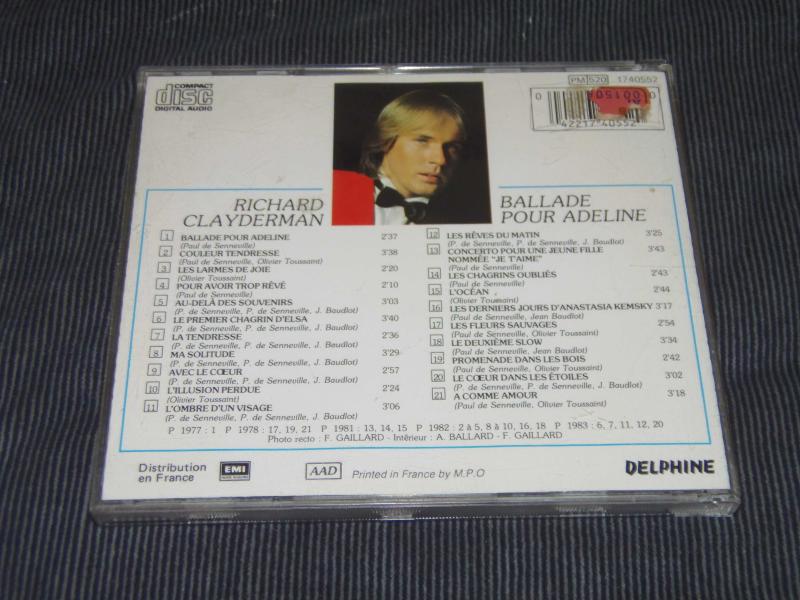 COMPACT
disc
DIGITAL AUDIO
PM 520 1740552
42217 40552
RICHARD
CLAYDERMAN
BALLADE
POUR ADELINE
1 BALLADE POUR ADELINE 2'37
(Paul de Senneville)
2 COULEUR TENDRESSE 3'38
(Paul de Senneville, Olivier Toussaint)
3 LES LARMES DE JOIE 2'20
(Olivier Toussaint)
4 POUR AVOIR TROP RÊVÉ 2'10
(Paul de Senneville)
5 AU-DELÀ DES SOUVENIRS 3'03
(P. de Senneville, P. de Senneville, J. Baudlot)
6 LE PREMIER CHAGRIN D'ELSA 3'40
(P. de Senneville, P. de Senneville, J. Baudlot)
7 LA TENDRESSE 2'36
(P. de Senneville, P. de Senneville, J. Baudlot)
8 MA SOLITUDE 3'29
(P. de Senneville, P. de Senneville, J. Baudlot)
9 AVEC LE CŒUR 2'57
(P. de Senneville, P. de Senneville, J. Baudlot)
10 L'ILLUSION PERDUE 2'24
(Olivier Toussaint)
11 L'OMBRE D'UN VISAGE 3'06
(P. de Senneville, P. de Senneville, J. Baudlot)
12 LES RÊVES DU MATIN 3'25
(P. de Senneville, P. de Senneville, J. Baudlot)
13 CONCERTO POUR UNE JEUNE FILLE 3'43
NOMMÉE "JE T'AIME"
(Paul de Senneville)
14 LES CHAGRINS OUBLIÉS 2'43
(Paul de Senneville)
15 L'OCÉAN 2'44
(Olivier Toussaint)
16 LES DERNIERS JOURS D'ANASTASIA KEMSKY 3'17
(Paul de Senneville, Jean Baudlot)
17 LES FLEURS SAUVAGES 2'54
(Paul de Senneville, Olivier Toussaint)
18 LE DEUXIÈME SLOW 3'34
(Paul de Senneville, Jean Baudlot)
19 PROMENADE DANS LES BOIS 2'42
(Paul de Senneville, Olivier Toussaint)
20 LE CŒUR DANS LES ÉTOILES 3'02
(P. de Senneville, P. de Senneville, J. Baudlot)
21 A COMME AMOUR 3'18
(Paul de Senneville, Olivier Toussaint)
P 1977 : 1 P 1978 : 17, 19, 21 P 1981 : 13, 14, 15 P 1982 : 2 à 5, 8 à 10, 16, 18 P 1983 : 6, 7, 11, 12, 20
Photo recto : F. GAILLARD - Intérieur : A. BALLARD - F. GAILLARD
Distribution
en France
EMI
AAD
Printed in France by M.P.O
DELPHINE